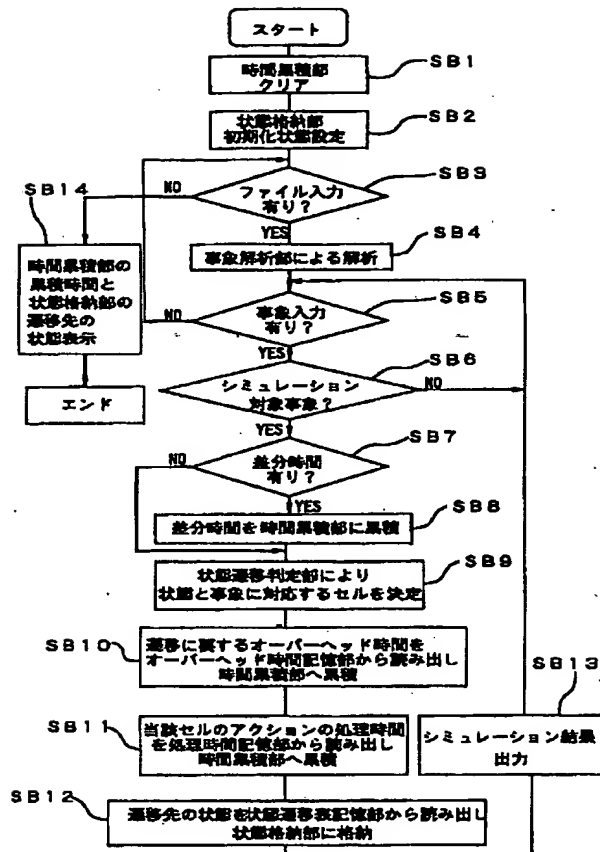 スタート
SB1
時間累積部
クリア
SB2
状態格納部
初期化状態設定
SB3
ファイル入力
有り?
NO
YES
SB14
時間累積部の
累積時間と
状態格納部の
遷移先の
状態表示
エンド
SB4
事象解析部による解析
SB5
事象入力
有り?
NO
YES
SB6
シミュレーション
対象事象?
NO
YES
SB7
差分時間
有り?
NO
YES
SB8
差分時間を時間累積部に累積
SB9
状態遷移判定部により
状態と事象に対応するセルを決定
SB10
遷移に要するオーバーヘッド時間を
オーバーヘッド時間記憶部から読み出し
時間累積部へ累積
SB11
当該セルのアクションの処理時間
を処理時間記憶部から読み出し
時間累積部へ累積
SB12
遷移先の状態を状態遷移表記憶部から読み出し
状態格納部に格納
SB13
シミュレーション結果
出力